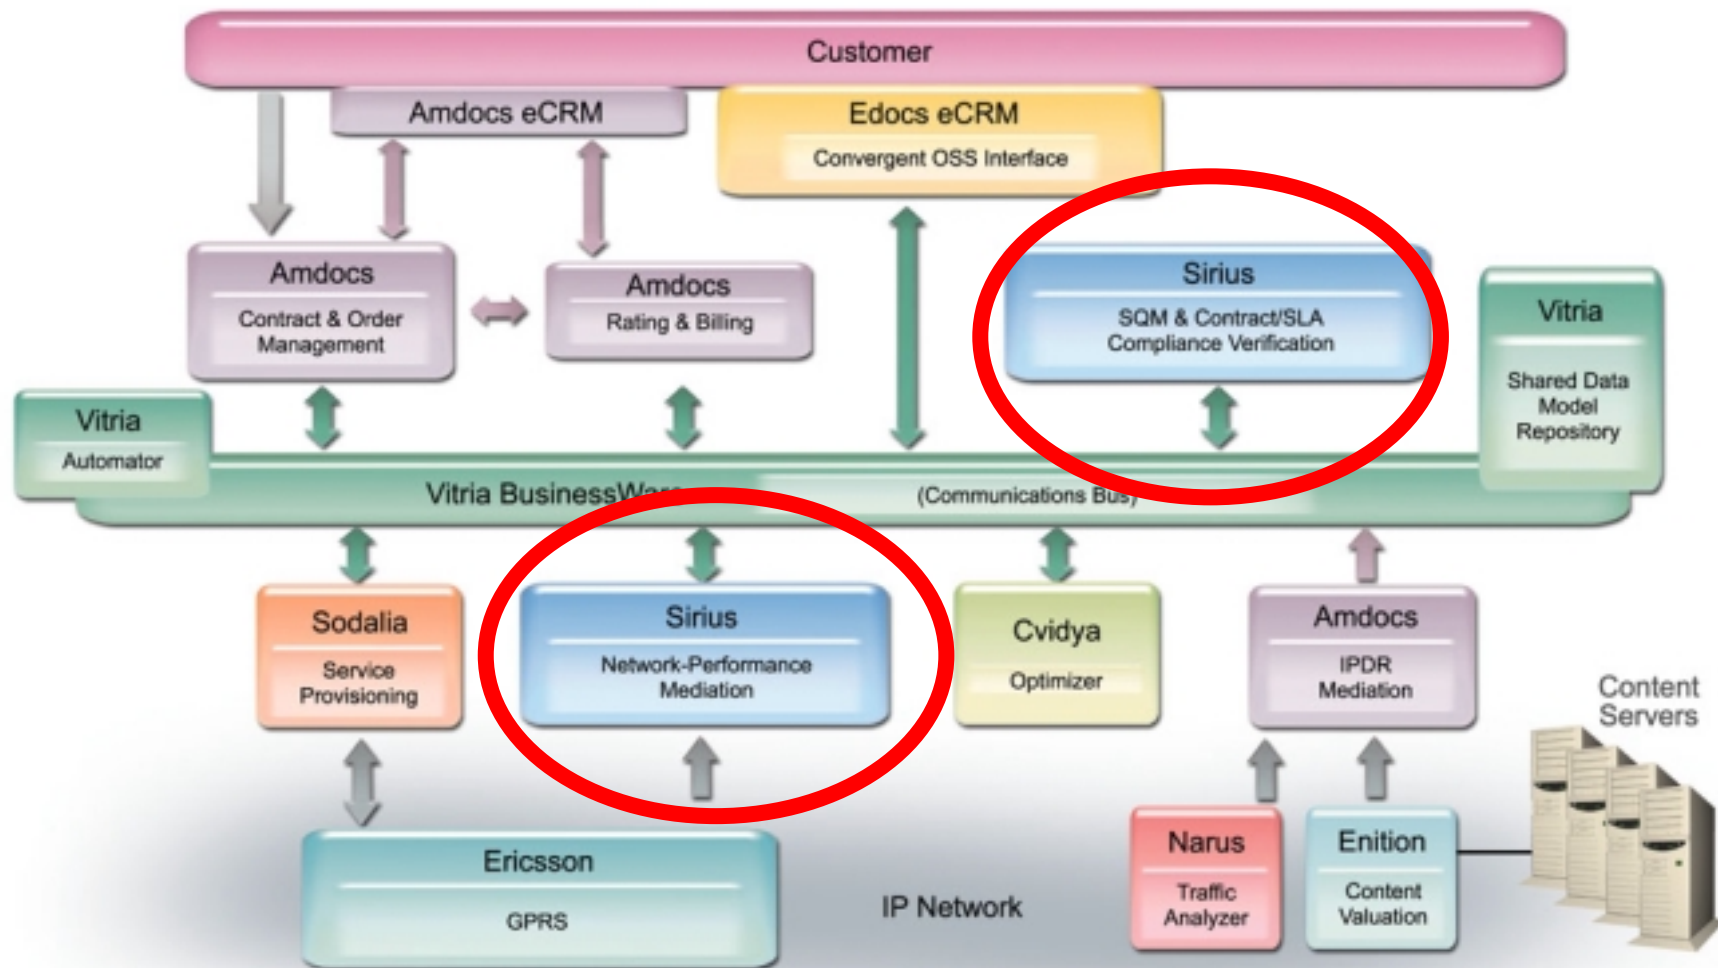 Customer
Amdocs eCRM
Edocs eCRM
Convergent OSS Interface
Amdocs
Contract & Order
Management
Amdocs
Rating & Billing
Sirius
SQM & Contract/SLA
Compliance Verification
Vitria
Shared Data
Model
Repository
Vitria
Automator
Vitria BusinessWare
(Communications Bus)
Sodalia
Service
Provisioning
Sirius
Network-Performance
Mediation
Cvidya
Optimizer
Amdocs
IPDR
Mediation
Content
Servers
Ericsson
GPRS
IP Network
Narus
Traffic
Analyzer
Enition
Content
Valuation